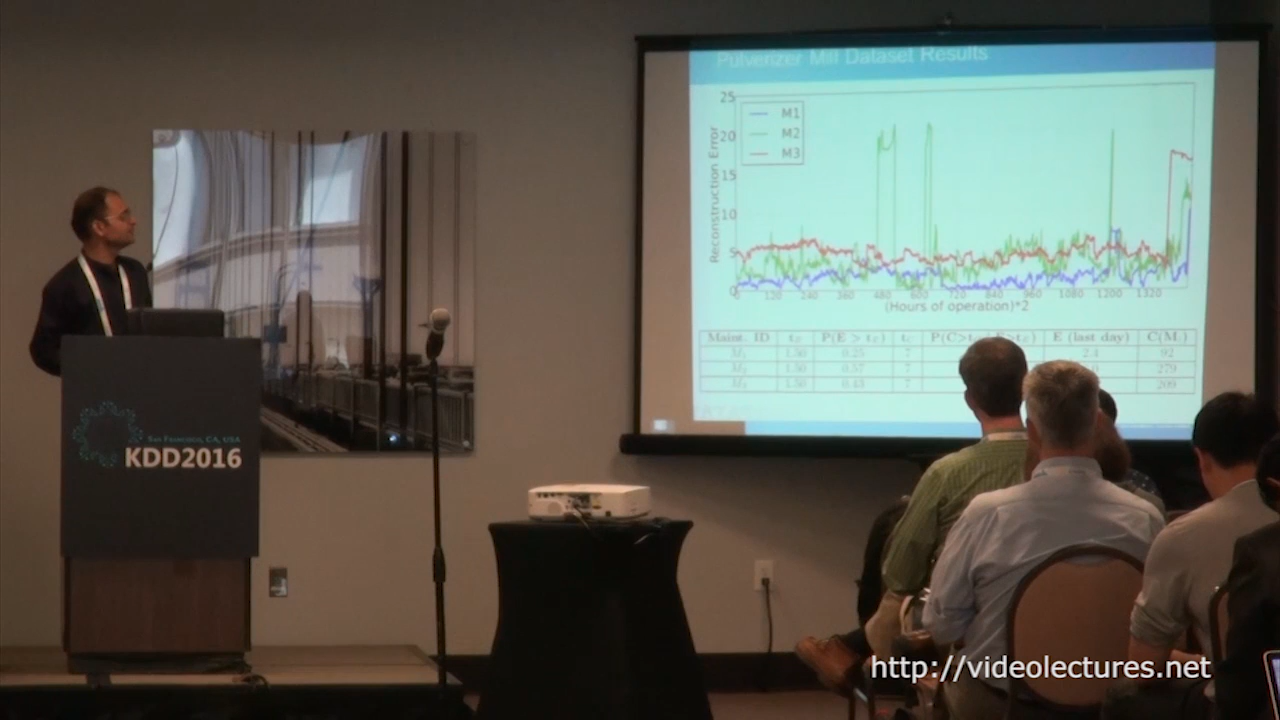 Pulverizer Mill Dataset Results
25
20
15
10
5
0
M1
M2
M3
Reconstruction Error
0 120 240 360 480 600 720 840 960 1080 1200 1320
(Hours of operation)*2
Maint. ID P(E > t_E) E (last day)
M1 1.50 0.25 7 2.4 92
M2 1.50 0.57 7 279
M3 1.50 0.43 7 209
San Francisco, CA, USA
KDD2016
http://videolectures.net